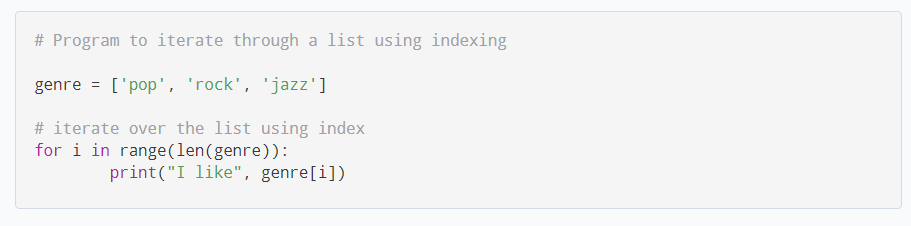 # Program to iterate through a list using indexing
genre = ['pop', 'rock', 'jazz']
# iterate over the list using index
for i in range(len(genre)):
        print("I like", genre[i])